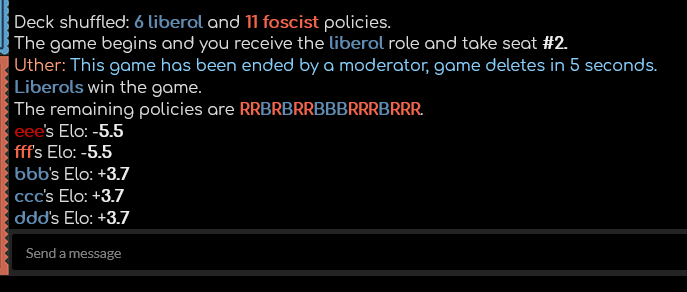 Deck shuffled: 6 liberol and 11 foscist policies.
The game begins and you receive the liberol role and take seat #2.
Uther: This game has been ended by a moderator, game deletes in 5 seconds.
Liberols win the game.
The remaining policies are RRBRBRRBBBRRRBRRR.
eee's Elo: -5.5
fff's Elo: -5.5
bbb's Elo: +3.7
ccc's Elo: +3.7
ddd's Elo: +3.7
Send a message